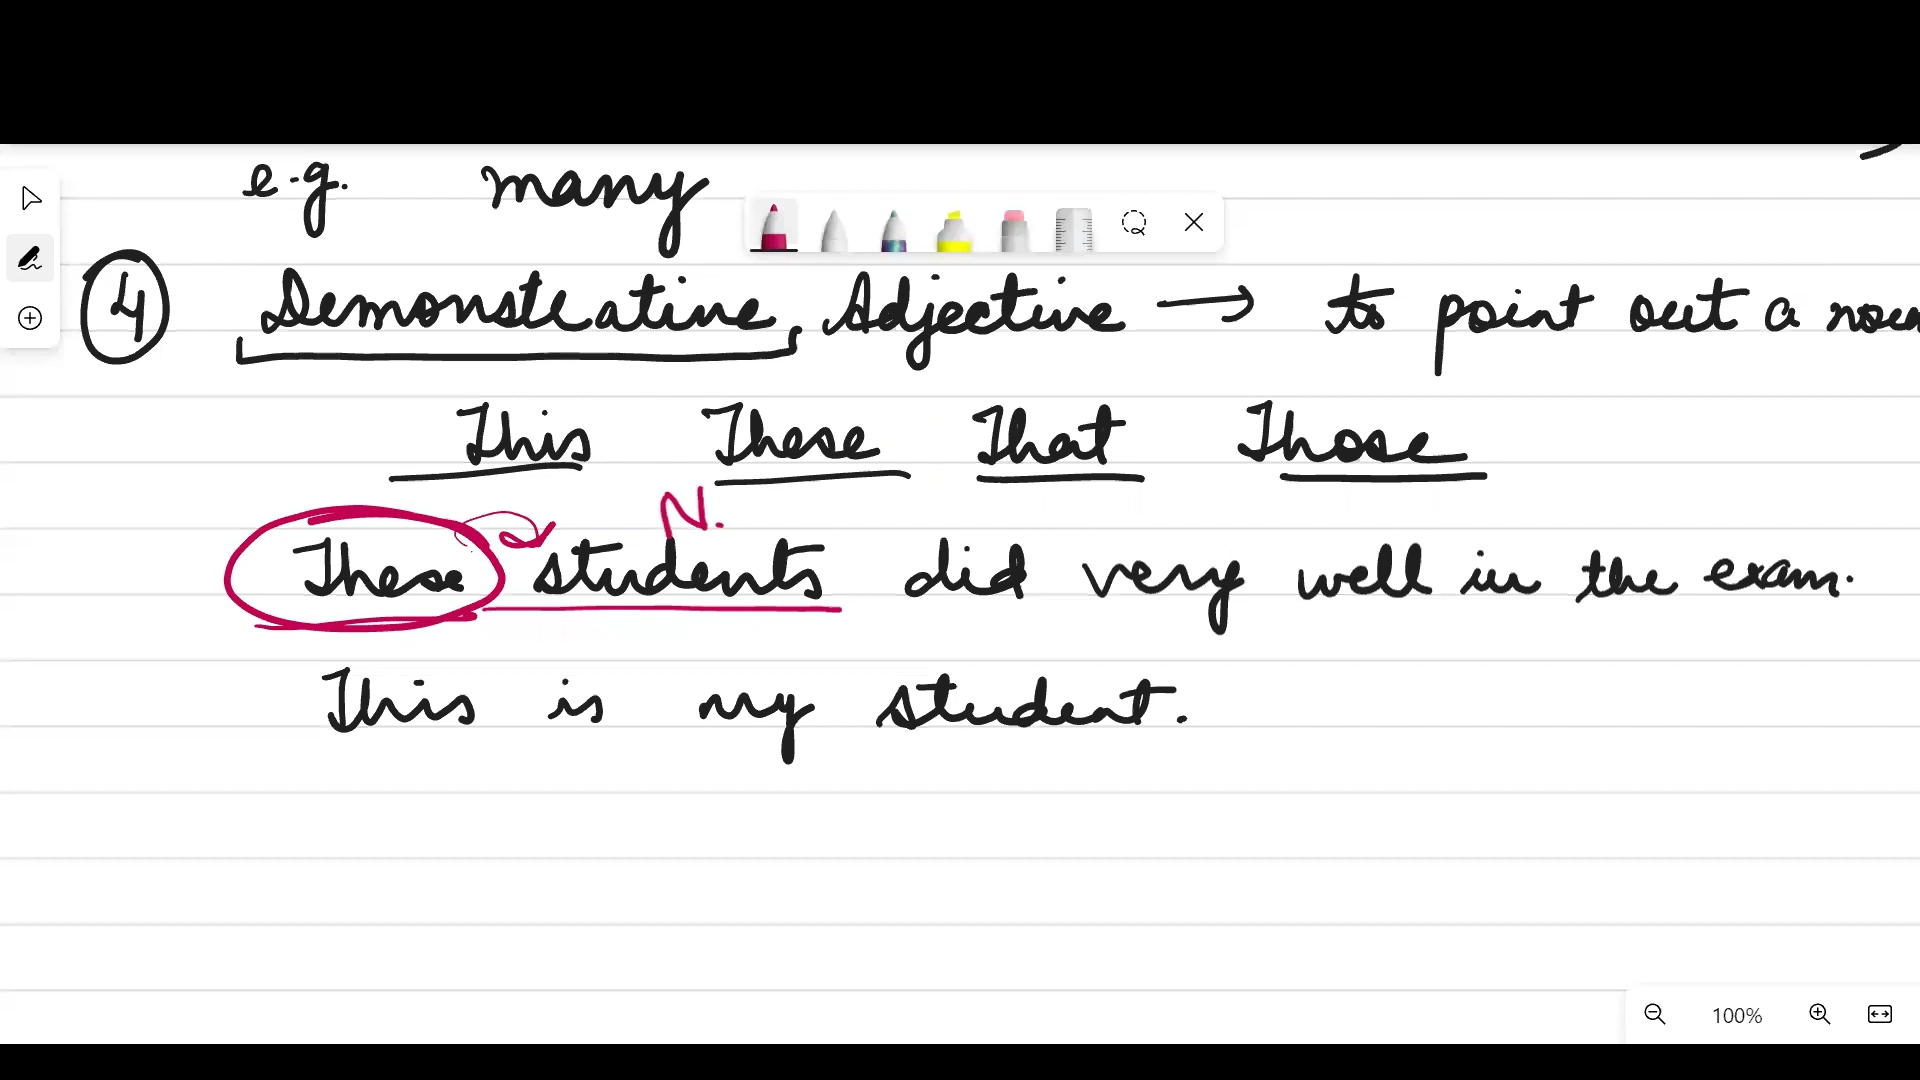 e.g. many
4 Demonstrative Adjective → to point out a noun
This These That Those
N.
These students did very well in the exam.
This is my student.
100%